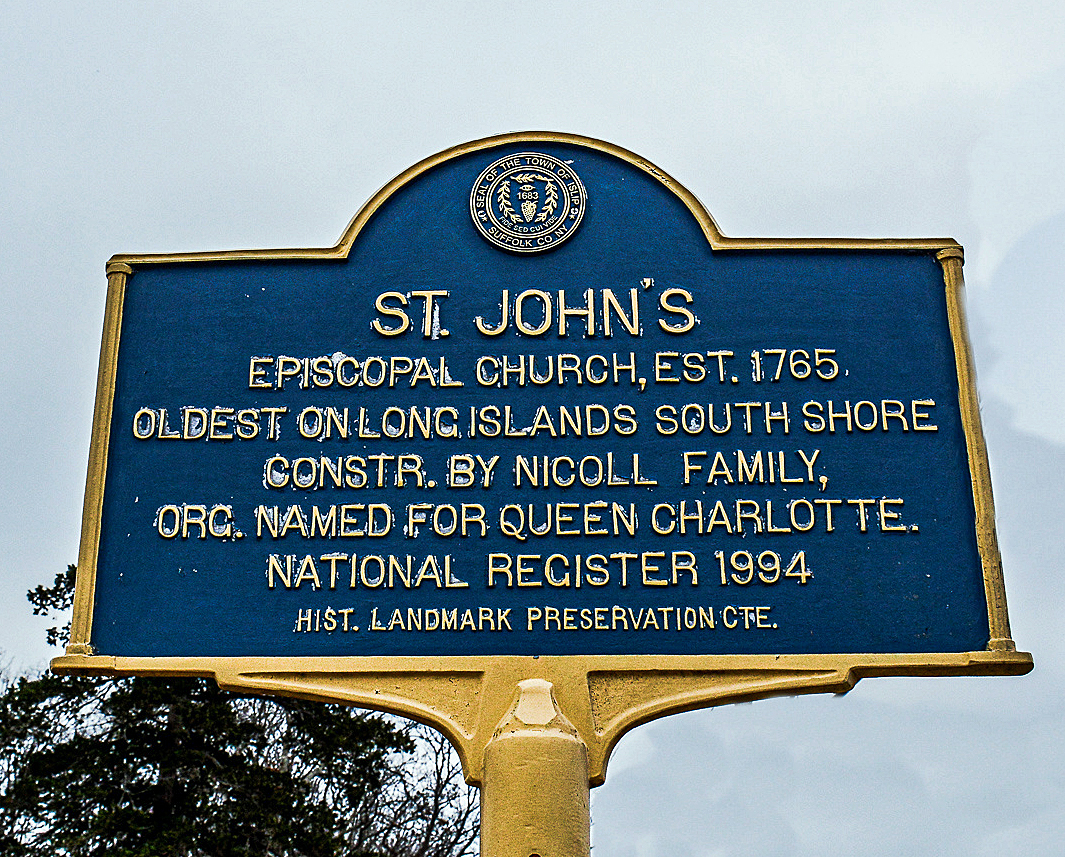 SEAL OF THE TOWN OF ISLIP
1683
SUFFOLK CO NY
ST. JOHN'S
EPISCOPAL CHURCH, EST. 1765.
OLDEST ON LONG ISLANDS SOUTH SHORE
CONSTR. BY NICOLL FAMILY,
ORG. NAMED FOR QUEEN CHARLOTTE.
NATIONAL REGISTER 1994
HIST. LANDMARK PRESERVATION CTE.